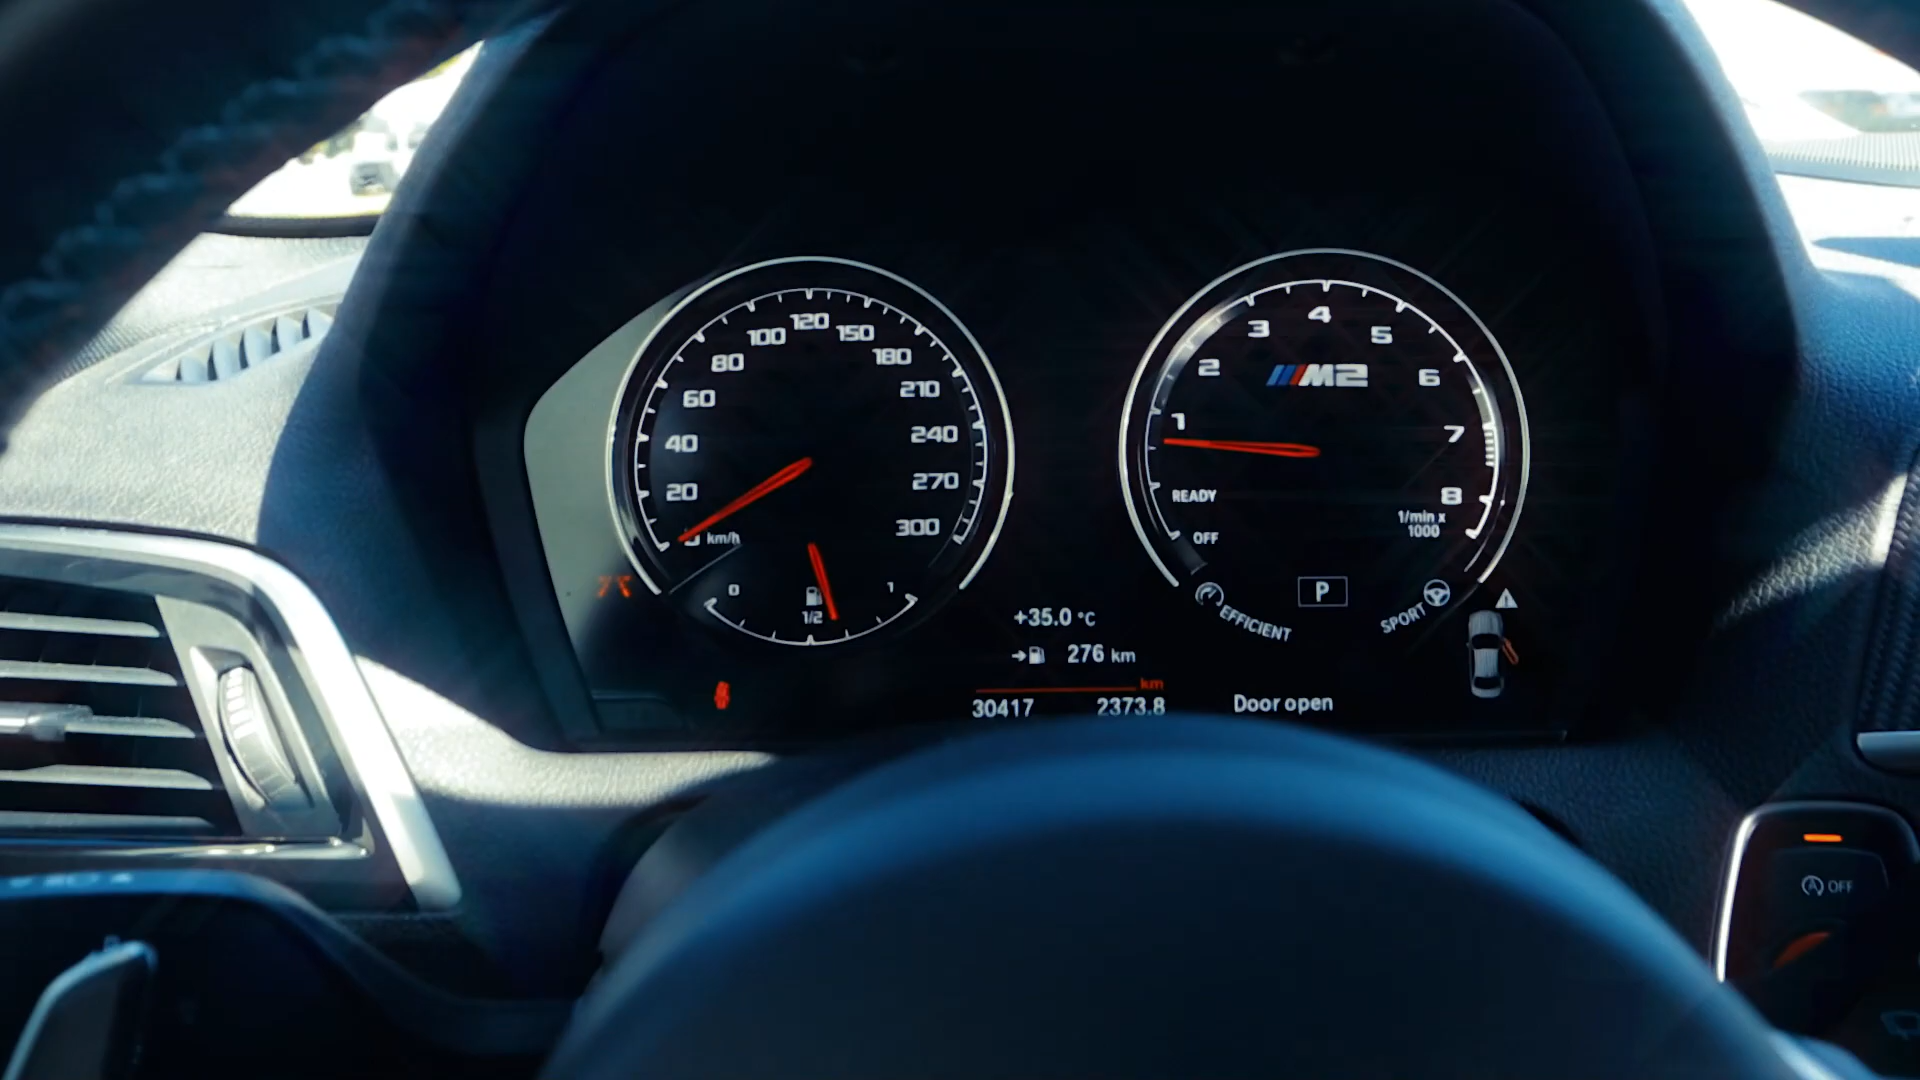 120
100
150
80
180
60
210
40
240
20
270
300
km/h
0
1/2
1
4
3
5
2
M2
6
1
7
READY
8
1/min x
1000
OFF
P
EFFICIENT
SPORT
+35.0 °C
276 km
km
30417 2373.8
Door open
A OFF